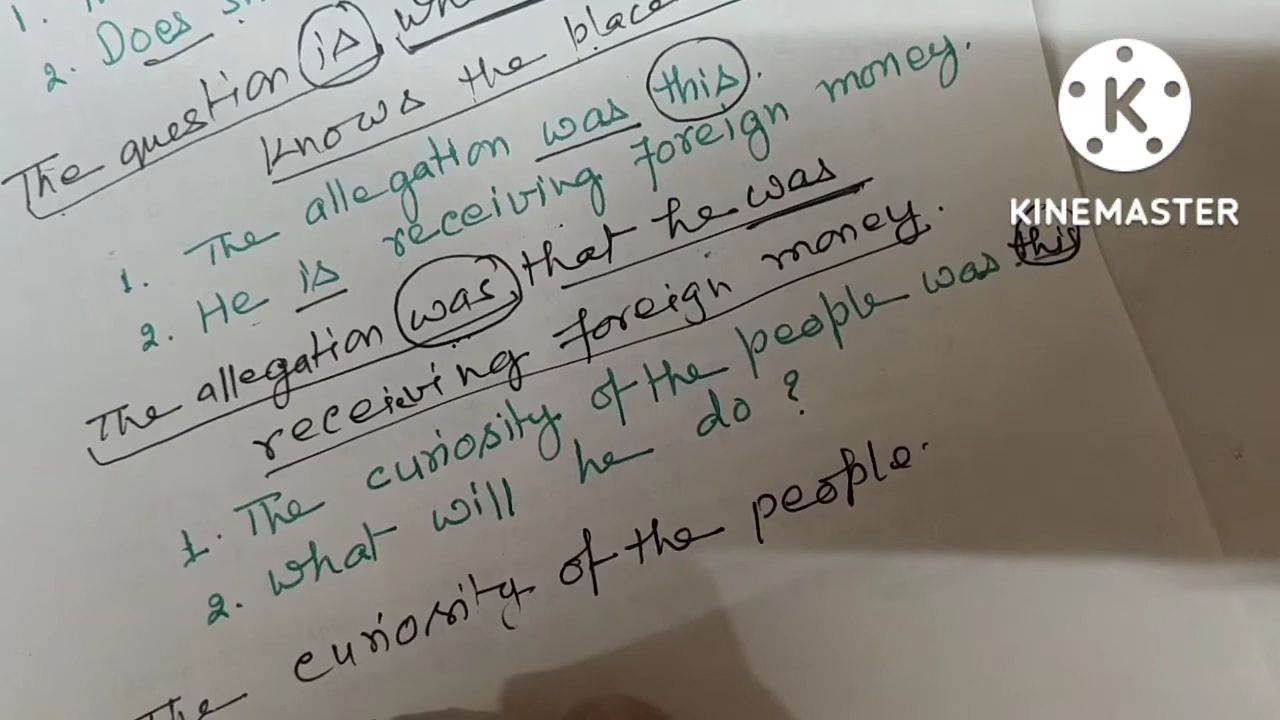 1.
2. Does
The question is
knows the place
1. The allegation was this.
2. He is receiving foreign money.
The allegation was, that he was
receiving foreign money.
1. The curiosity of the people was this
2. What will he do ?
The curiosity of the people.
K
KINEMASTER